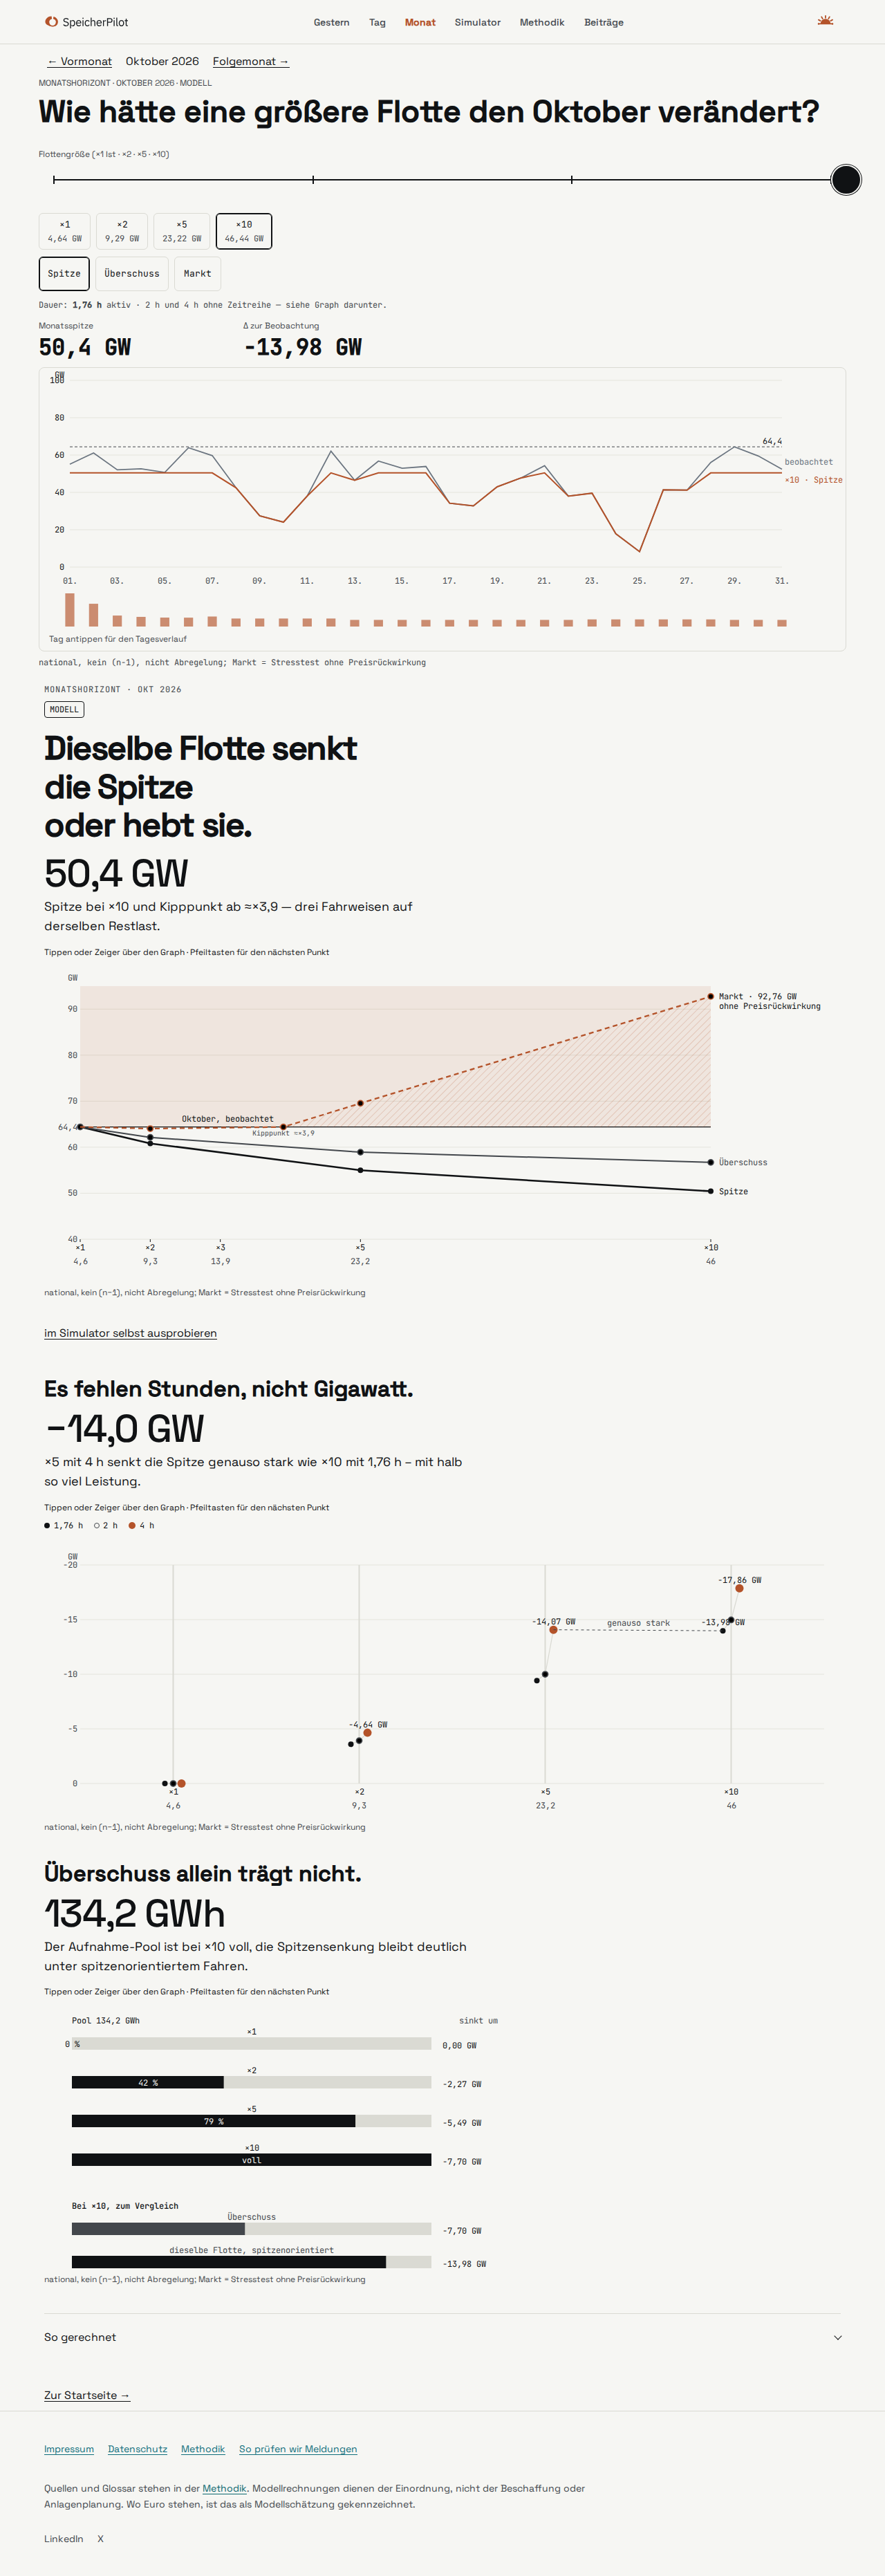 SpeicherPilot
Gestern Tag Monat Simulator Methodik Beiträge
← Vormonat Oktober 2026 Folgemonat →
MONATSHORIZONT · OKTOBER 2026 · MODELL
Wie hätte eine größere Flotte den Oktober verändert?
Flottengröße (×1 Ist · ×2 · ×5 · ×10)
×1 ×2 ×5 ×10
4,64 GW 9,29 GW 23,22 GW 46,44 GW
Spitze Überschuss Markt
Dauer: 1,76 h aktiv · 2 h und 4 h ohne Zeitreihe — siehe Graph darunter.
Monatsspitze Δ zur Beobachtung
50,4 GW -13,98 GW
GW
100
80
64,4
60
beobachtet
×10 · Spitze
40
20
0
01. 03. 05. 07. 09. 11. 13. 15. 17. 19. 21. 23. 25. 27. 29. 31.
Tag antippen für den Tagesverlauf
national, kein (n-1), nicht Abregelung; Markt = Stresstest ohne Preisrückwirkung
MONATSHORIZONT · OKT 2026
MODELL
Dieselbe Flotte senkt
die Spitze
oder hebt sie.
50,4 GW
Spitze bei ×10 und Kipppunkt ab ≈×3,9 — drei Fahrweisen auf
derselben Restlast.
Tippen oder Zeiger über den Graph · Pfeiltasten für den nächsten Punkt
GW
Markt · 92,76 GW
ohne Preisrückwirkung
90
80
70
Oktober, beobachtet
64,4
Kipppunkt ≈×3,9
60
Überschuss
50
Spitze
40
×1 ×2 ×3 ×5 ×10
4,6 9,3 13,9 23,2 46
national, kein (n−1), nicht Abregelung; Markt = Stresstest ohne Preisrückwirkung
im Simulator selbst ausprobieren
Es fehlen Stunden, nicht Gigawatt.
−14,0 GW
×5 mit 4 h senkt die Spitze genauso stark wie ×10 mit 1,76 h – mit halb
so viel Leistung.
Tippen oder Zeiger über den Graph · Pfeiltasten für den nächsten Punkt
1,76 h 2 h 4 h
GW
-20
-17,86 GW
-15
-14,07 GW genauso stark -13,98 GW
-10
-5
-4,64 GW
0
×1 ×2 ×5 ×10
4,6 9,3 23,2 46
national, kein (n−1), nicht Abregelung; Markt = Stresstest ohne Preisrückwirkung
Überschuss allein trägt nicht.
134,2 GWh
Der Aufnahme-Pool ist bei ×10 voll, die Spitzensenkung bleibt deutlich
unter spitzenorientiertem Fahren.
Tippen oder Zeiger über den Graph · Pfeiltasten für den nächsten Punkt
Pool 134,2 GWh sinkt um
×1
0 % 0,00 GW
×2
42 % -2,27 GW
×5
79 % -5,49 GW
×10
voll -7,70 GW
Bei ×10, zum Vergleich
Überschuss
-7,70 GW
dieselbe Flotte, spitzenorientiert
-13,98 GW
national, kein (n−1), nicht Abregelung; Markt = Stresstest ohne Preisrückwirkung
So gerechnet
Zur Startseite →
Impressum Datenschutz Methodik So prüfen wir Meldungen
Quellen und Glossar stehen in der Methodik. Modellrechnungen dienen der Einordnung, nicht der Beschaffung oder
Anlagenplanung. Wo Euro stehen, ist das als Modellschätzung gekennzeichnet.
LinkedIn X